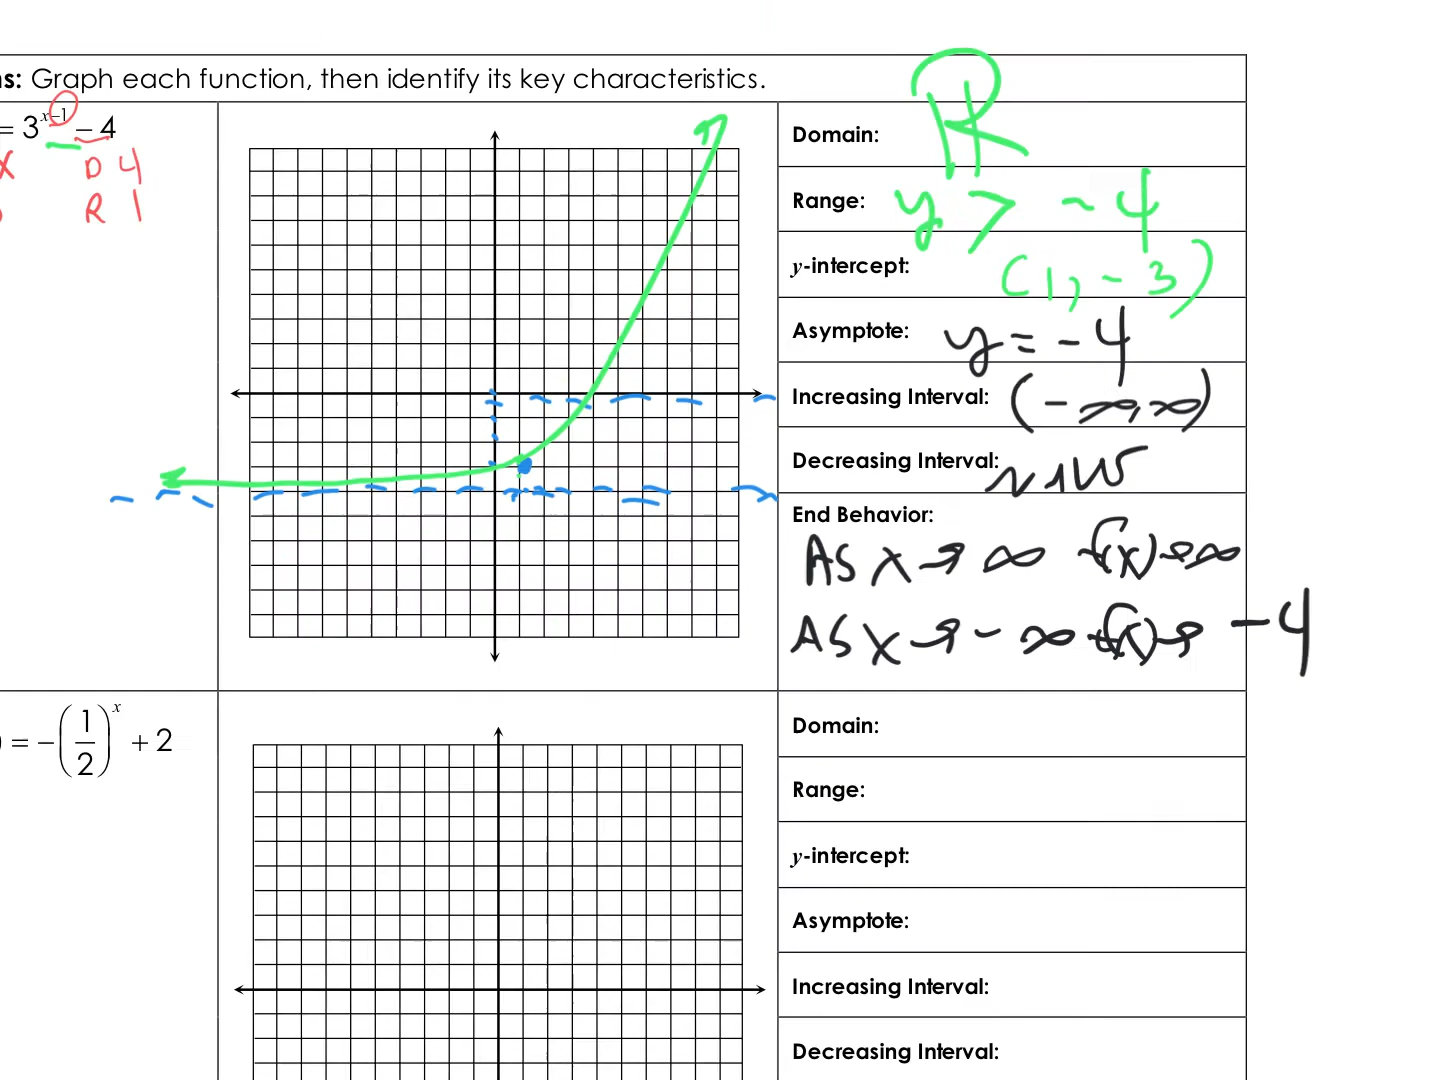 ns: Graph each function, then identify its key characteristics.
= 3^{x-1} - 4
X D 4
R 1
Domain: ℝ
Range: y > -4
y-intercept: (1, -3)
Asymptote: y = -4
Increasing Interval: (-∞, ∞)
Decreasing Interval:
End Behavior:
AS X → ∞ f(x) → ∞
AS X → -∞ f(x) → -4
) = -(1/2)^x + 2
Domain:
Range:
y-intercept:
Asymptote:
Increasing Interval:
Decreasing Interval: